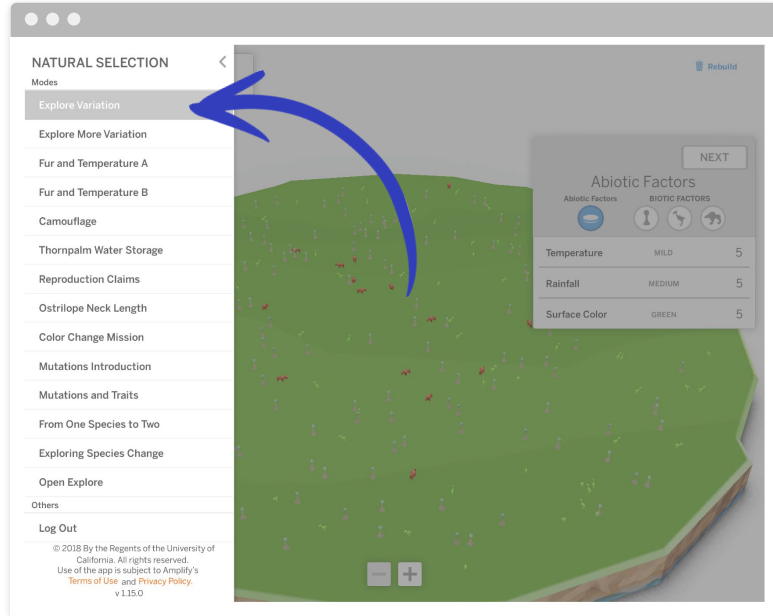 NATURAL SELECTION
Modes
Explore Variation
Explore More Variation
Fur and Temperature A
Fur and Temperature B
Camouflage
Thornpalm Water Storage
Reproduction Claims
Ostrilope Neck Length
Color Change Mission
Mutations Introduction
Mutations and Traits
From One Species to Two
Exploring Species Change
Open Explore
Others
Log Out
© 2018 By the Regents of the University of
California. All rights reserved.
Use of the app is subject to Amplify's
Terms of Use and Privacy Policy.
v 1.15.0
Rebuild
NEXT
Abiotic Factors
Abiotic Factors BIOTIC FACTORS
Temperature MILD 5
Rainfall MEDIUM 5
Surface Color GREEN 5